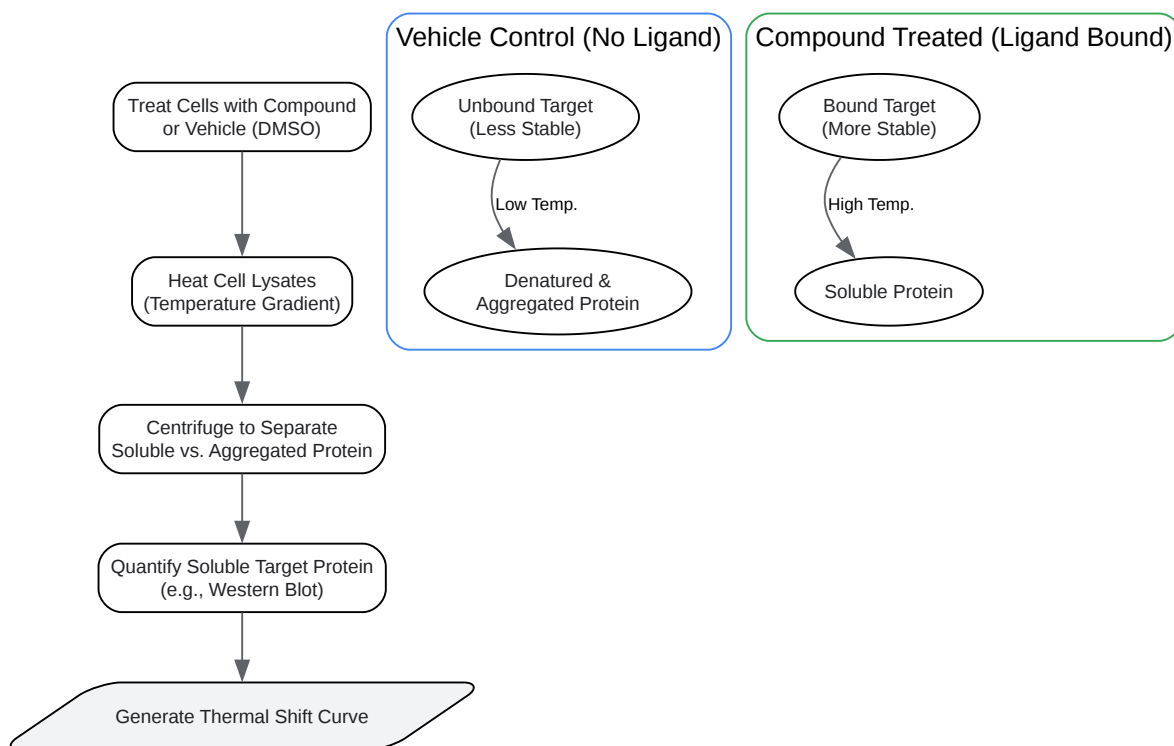 Vehicle Control (No Ligand)
Compound Treated (Ligand Bound)
Treat Cells with Compound
or Vehicle (DMSO)
Unbound Target
(Less Stable)
Bound Target
(More Stable)
Low Temp.
High Temp.
Heat Cell Lysates
(Temperature Gradient)
Denatured &
Aggregated Protein
Soluble Protein
Centrifuge to Separate
Soluble vs. Aggregated Protein
Quantify Soluble Target Protein
(e.g., Western Blot)
Generate Thermal Shift Curve